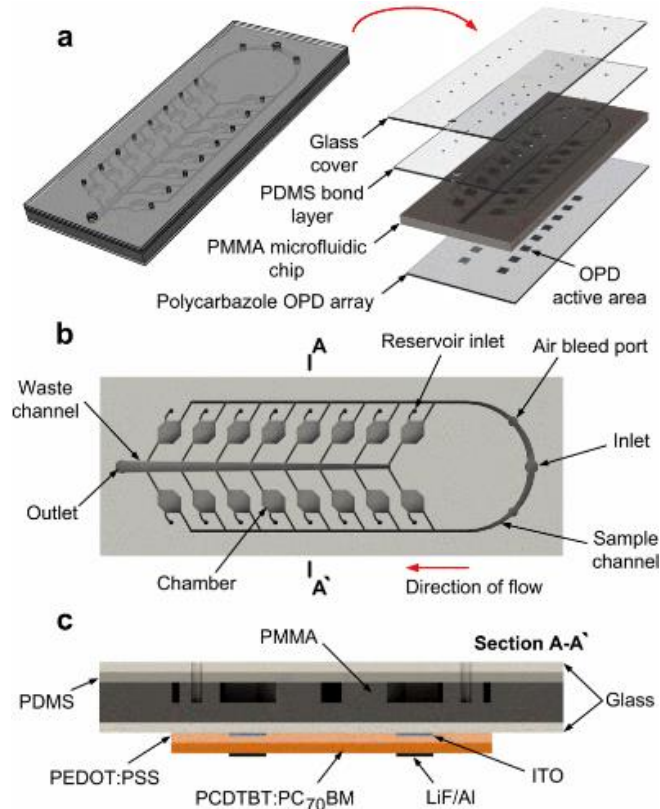 a
Glass
cover
PDMS bond
layer
PMMA microfluidic
chip
Polycarbazole OPD array
OPD
active area
b
A
Reservoir inlet
Air bleed port
Waste
channel
Inlet
Outlet
Sample
channel
Chamber
A`
Direction of flow
c
PMMA
Section A-A`
PDMS
Glass
PEDOT:PSS
ITO
PCDTBT:PC₇₀BM
LiF/Al